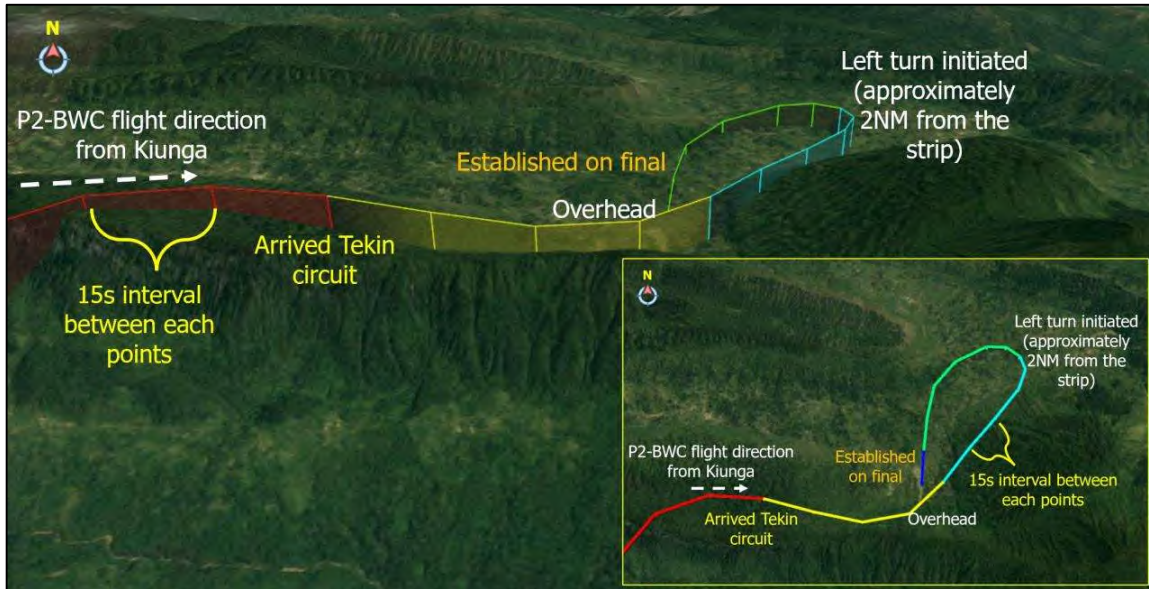 N
P2-BWC flight direction
from Kiunga
Left turn initiated
(approximately
2NM from the
strip)
Established on final
Overhead
Arrived Tekin
circuit
15s interval
between each
points
N
Left turn initiated
(approximately
2NM from the
strip)
P2-BWC flight direction
from Kiunga
Established
on final
15s interval between
each points
Arrived Tekin
circuit
Overhead